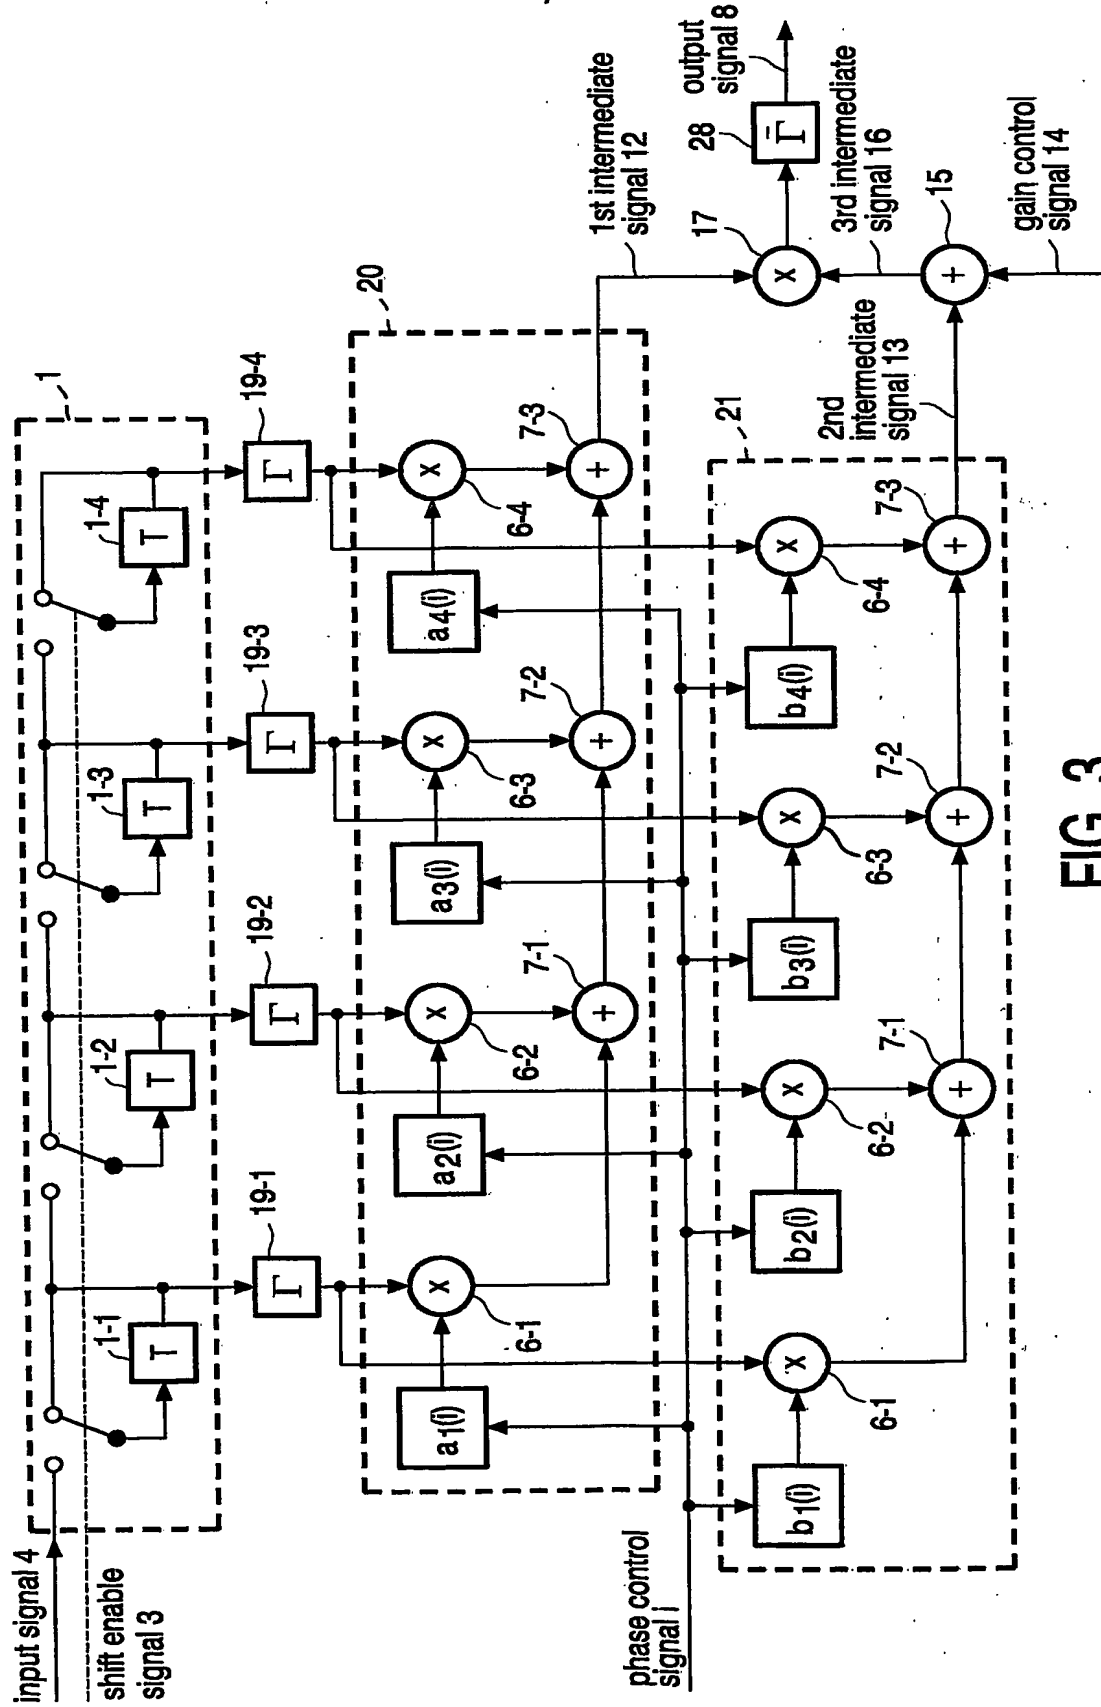 input signal 4
shift enable
signal 3
1
1-1
T
1-2
T
1-3
T
1-4
T
19-1
Γ
19-2
Γ
19-3
Γ
19-4
Γ
20
a1(i)
x
6-1
a2(i)
x
6-2
7-1
+
a3(i)
x
6-3
7-2
+
a4(i)
x
6-4
7-3
+
1st intermediate
signal 12
phase control
signal i
21
b1(i)
x
6-1
b2(i)
x
6-2
7-1
+
b3(i)
x
6-3
7-2
+
b4(i)
x
6-4
7-3
+
2nd
intermediate
signal 13
17
x
28
Γ̄
output
signal 8
3rd intermediate
signal 16
15
+
gain control
signal 14
FIG. 3